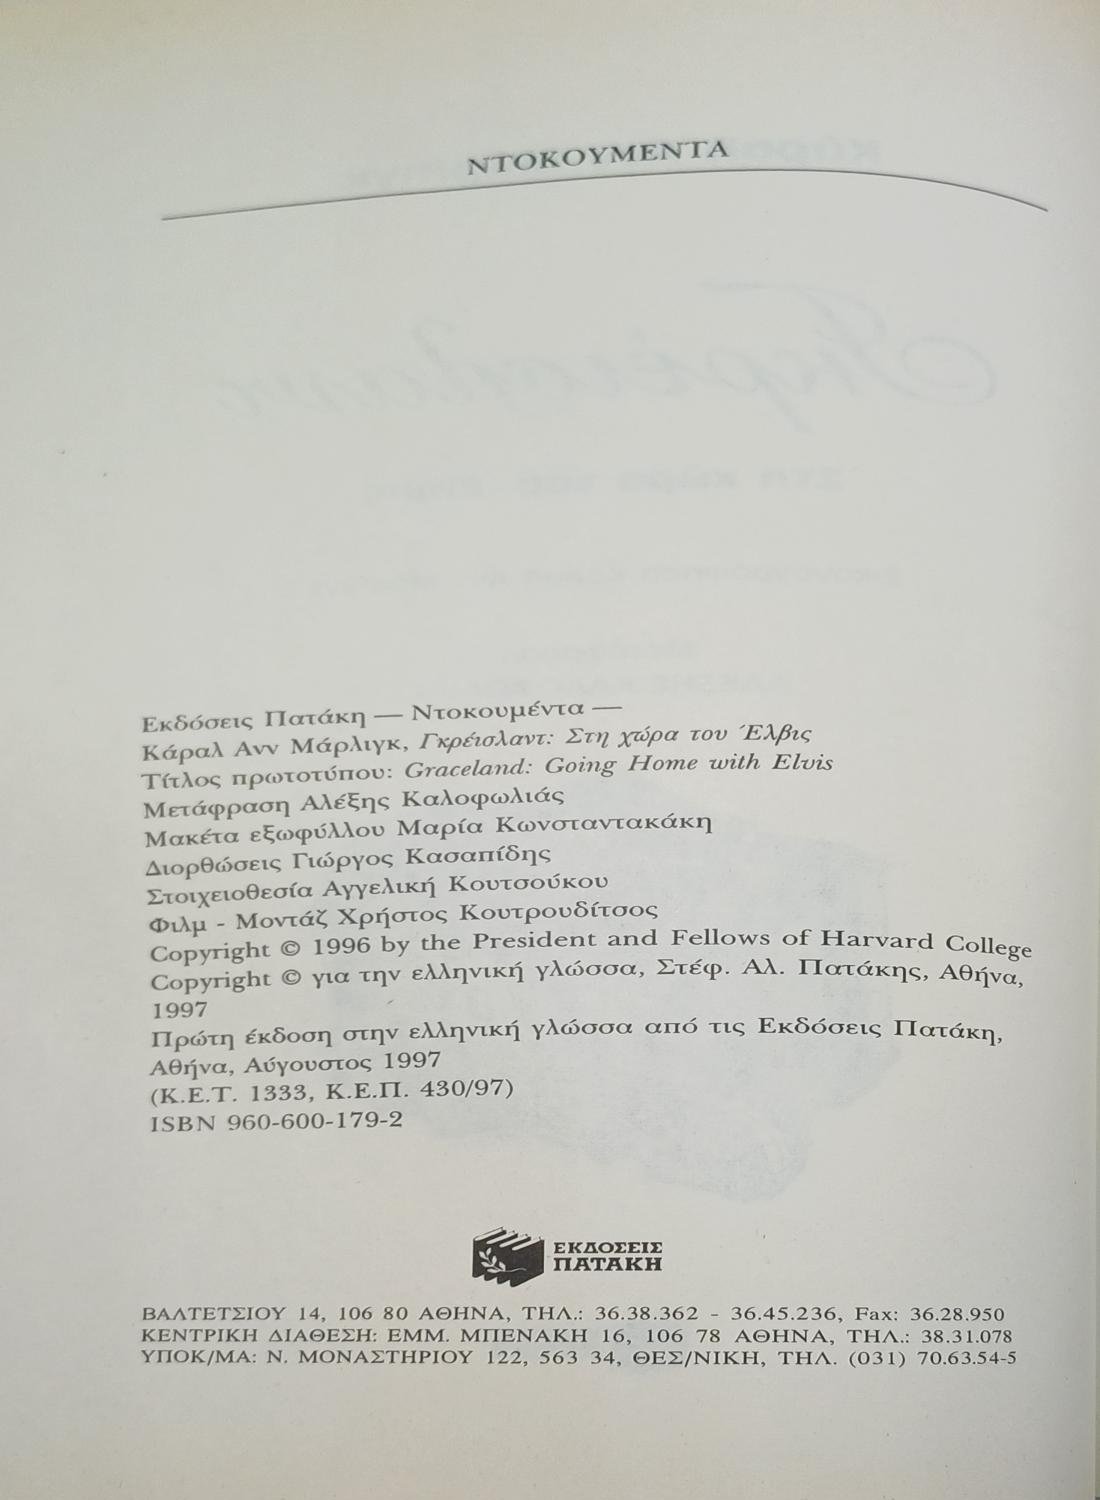 ΝΤΟΚΟΥΜΕΝΤΑ
Εκδόσεις Πατάκη — Ντοκουμέντα —
Κάραλ Ανν Μάρλιγκ, Γκρέισλαντ: Στη χώρα του Έλβις
Τίτλος πρωτοτύπου: Graceland: Going Home with Elvis
Μετάφραση Αλέξης Καλοφωλιάς
Μακέτα εξωφύλλου Μαρία Κωνσταντακάκη
Διορθώσεις Γιώργος Κασαπίδης
Στοιχειοθεσία Αγγελική Κουτσούκου
Φιλμ - Μοντάζ Χρήστος Κουτρουδίτσος
Copyright © 1996 by the President and Fellows of Harvard College
Copyright © για την ελληνική γλώσσα, Στέφ. Αλ. Πατάκης, Αθήνα,
1997
Πρώτη έκδοση στην ελληνική γλώσσα από τις Εκδόσεις Πατάκη,
Αθήνα, Αύγουστος 1997
(Κ.Ε.Τ. 1333, Κ.Ε.Π. 430/97)
ISBN 960-600-179-2
ΕΚΔΟΣΕΙΣ
ΠΑΤΑΚΗ
ΒΑΛΤΕΤΣΙΟΥ 14, 106 80 ΑΘΗΝΑ, ΤΗΛ.: 36.38.362 - 36.45.236, Fax: 36.28.950
ΚΕΝΤΡΙΚΗ ΔΙΑΘΕΣΗ: ΕΜΜ. ΜΠΕΝΑΚΗ 16, 106 78 ΑΘΗΝΑ, ΤΗΛ.: 38.31.078
ΥΠΟΚ/ΜΑ: Ν. ΜΟΝΑΣΤΗΡΙΟΥ 122, 563 34, ΘΕΣ/ΝΙΚΗ, ΤΗΛ. (031) 70.63.54-5